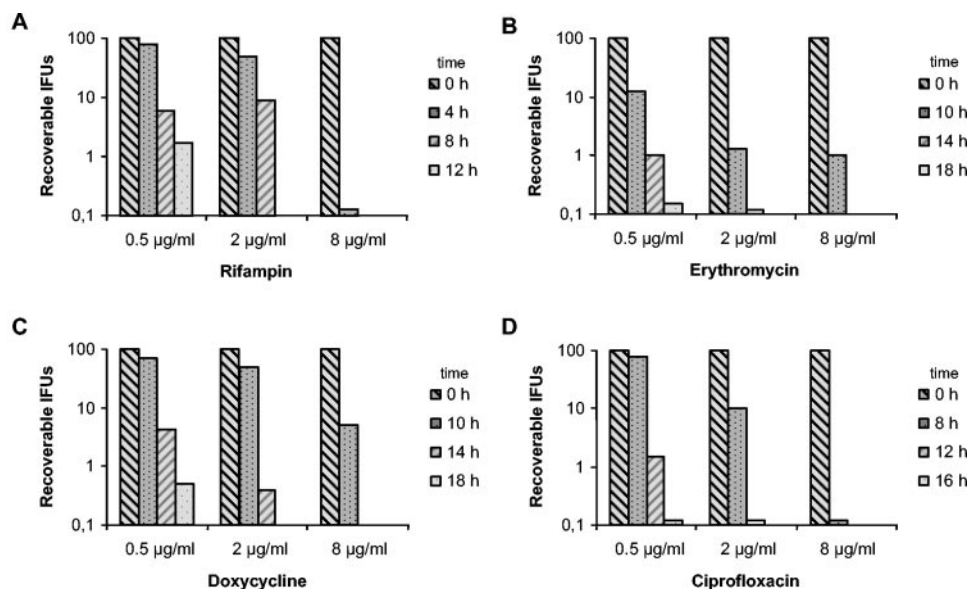 A
Recoverable IFUs
100
10
1
0,1
0.5 µg/ml 2 µg/ml 8 µg/ml
Rifampin
time
0 h
4 h
8 h
12 h
B
Recoverable IFUs
100
10
1
0,1
0.5 µg/ml 2 µg/ml 8 µg/ml
Erythromycin
time
0 h
10 h
14 h
18 h
C
Recoverable IFUs
100
10
1
0,1
0.5 µg/ml 2 µg/ml 8 µg/ml
Doxycycline
time
0 h
10 h
14 h
18 h
D
Recoverable IFUs
100
10
1
0,1
0.5 µg/ml 2 µg/ml 8 µg/ml
Ciprofloxacin
time
0 h
8 h
12 h
16 h